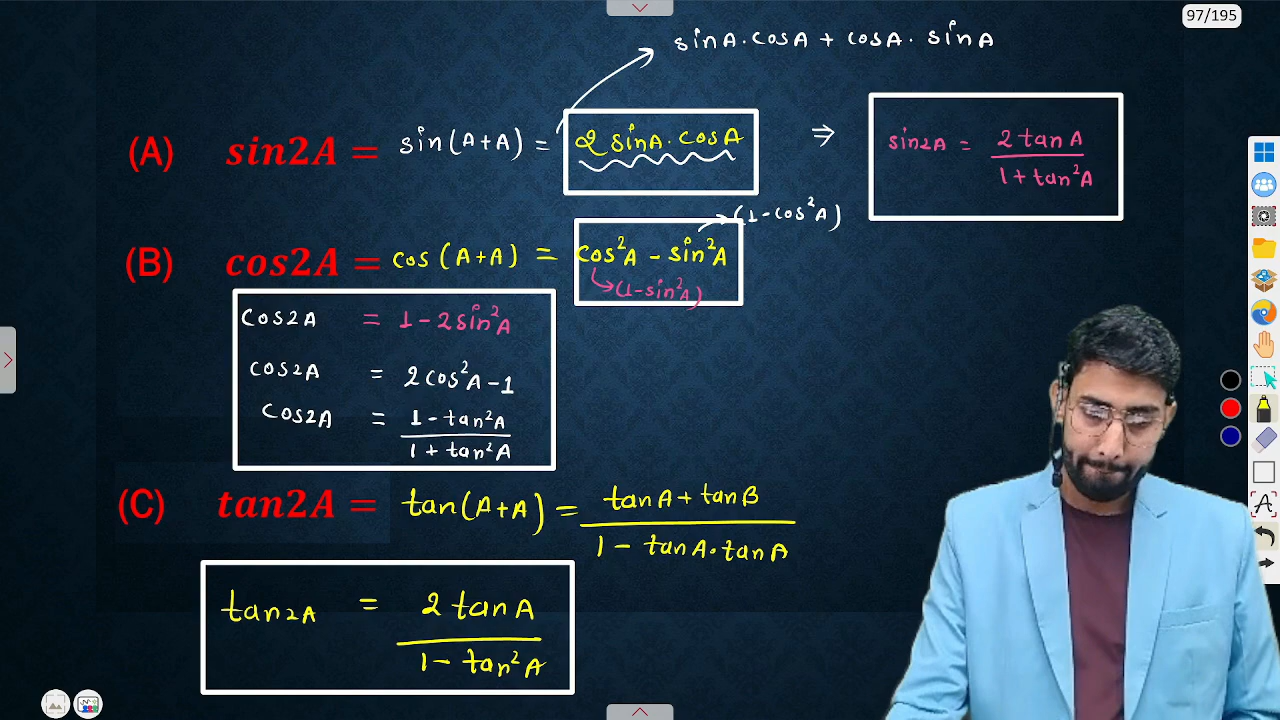 97/195
sinA.cosA + cosA. sinA
(A) sin2A = sin(A+A) = 2sinA.cosA ⇒ sin2A = 2 tanA / 1 + tan²A
(1-cos²A)
(B) cos2A = cos(A+A) = cos²A - sin²A
(1-sin²A)
cos2A = 1 - 2sin²A
cos2A = 2cos²A - 1
cos2A = 1 - tan²A / 1 + tan²A
(C) tan2A = tan(A+A) = tanA + tanB / 1 - tanA.tanA
tan2A = 2 tanA / 1 - tan²A